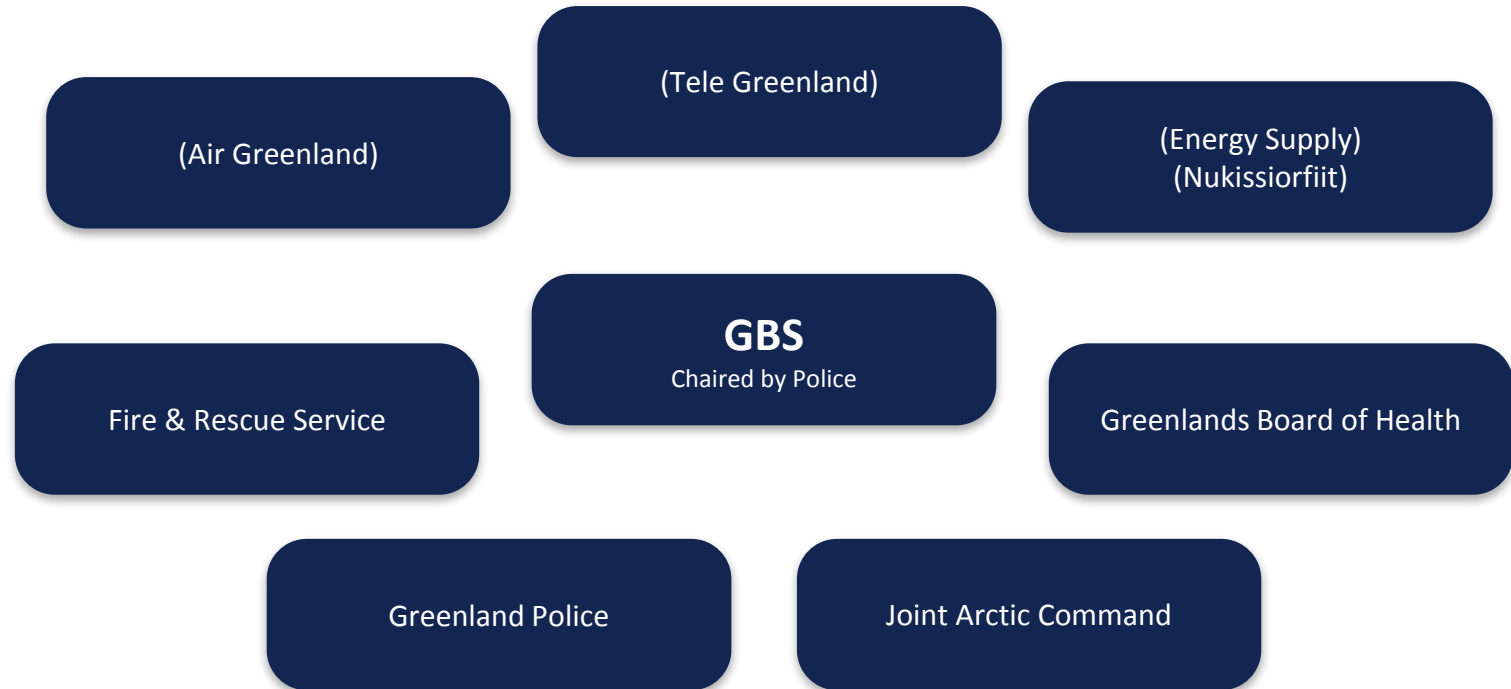 (Tele Greenland)
(Air Greenland)
(Energy Supply)
(Nukissiorfiit)
GBS
Chaired by Police
Fire & Rescue Service
Greenlands Board of Health
Greenland Police
Joint Arctic Command